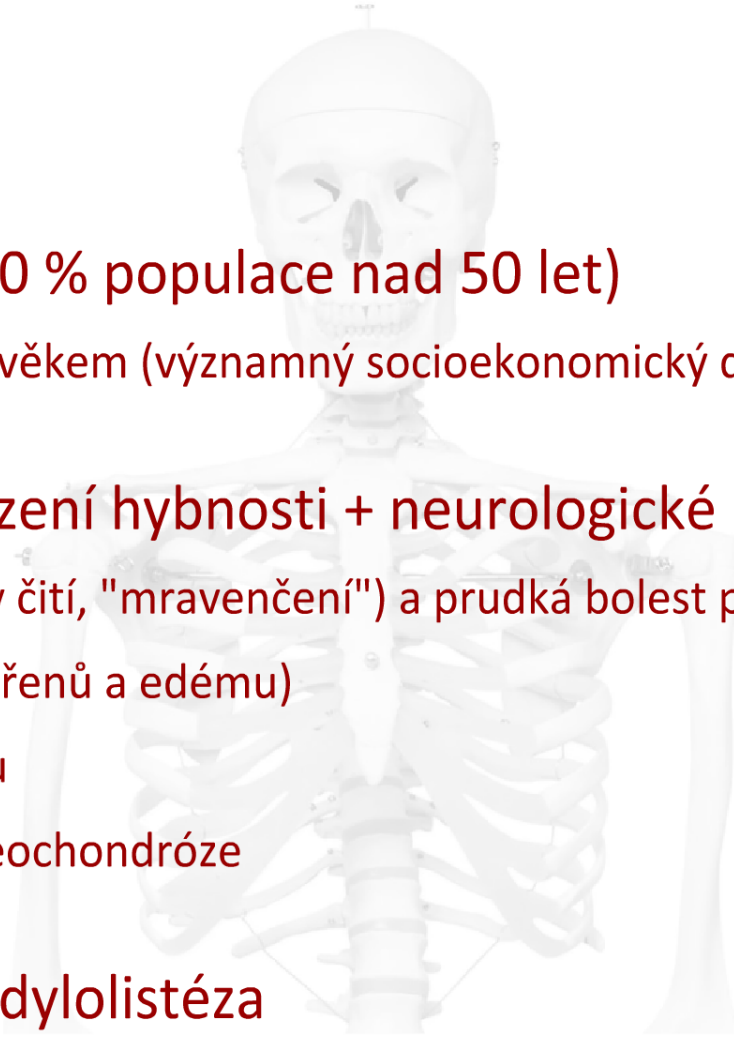 0 % populace nad 50 let)
věkem (významný socioekonomický
zení hybnosti + neurologické
čití, "mravenčení") a prudká bolest
řenů a edému)
eochondróze
dylolistéza